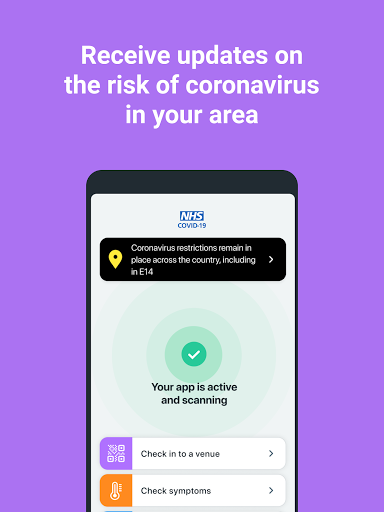 Receive updates on
the risk of coronavirus
in your area
NHS
COVID-19
Coronavirus restrictions remain in
place across the country, including
in E14
Your app is active
and scanning
Check in to a venue
Check symptoms